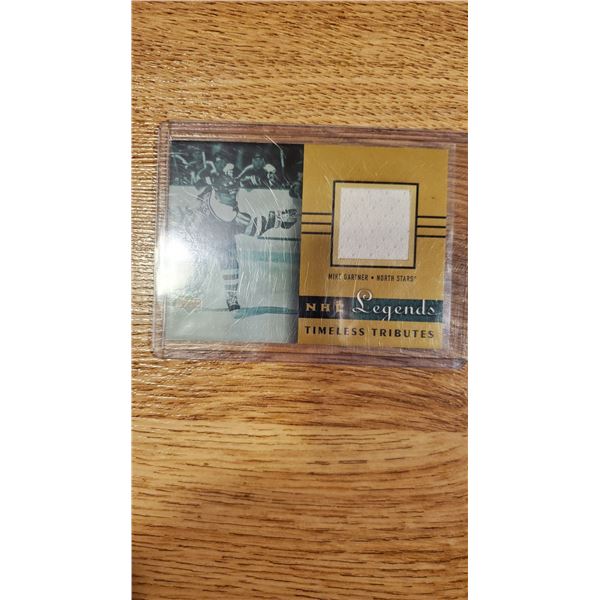 MIKE GARTNER • NORTH STARS®
NHL Legends
TIMELESS TRIBUTES